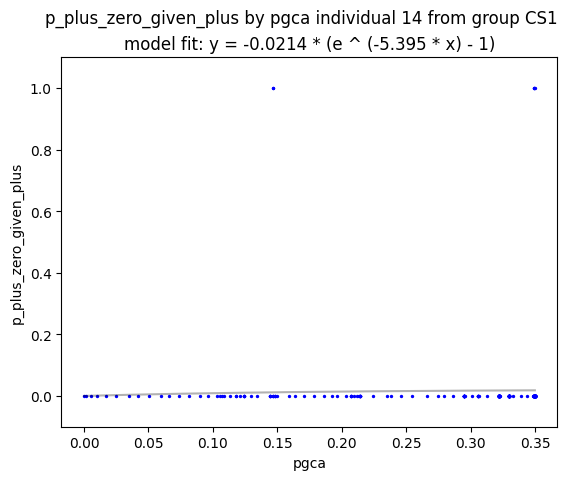 p_plus_zero_given_plus by pgca individual 14 from group CS1
model fit: y = -0.0214 * (e ^ (-5.395 * x) - 1)
1.0
0.8
0.6
0.4
0.2
0.0
p_plus_zero_given_plus
0.00 0.05 0.10 0.15 0.20 0.25 0.30 0.35
pgca